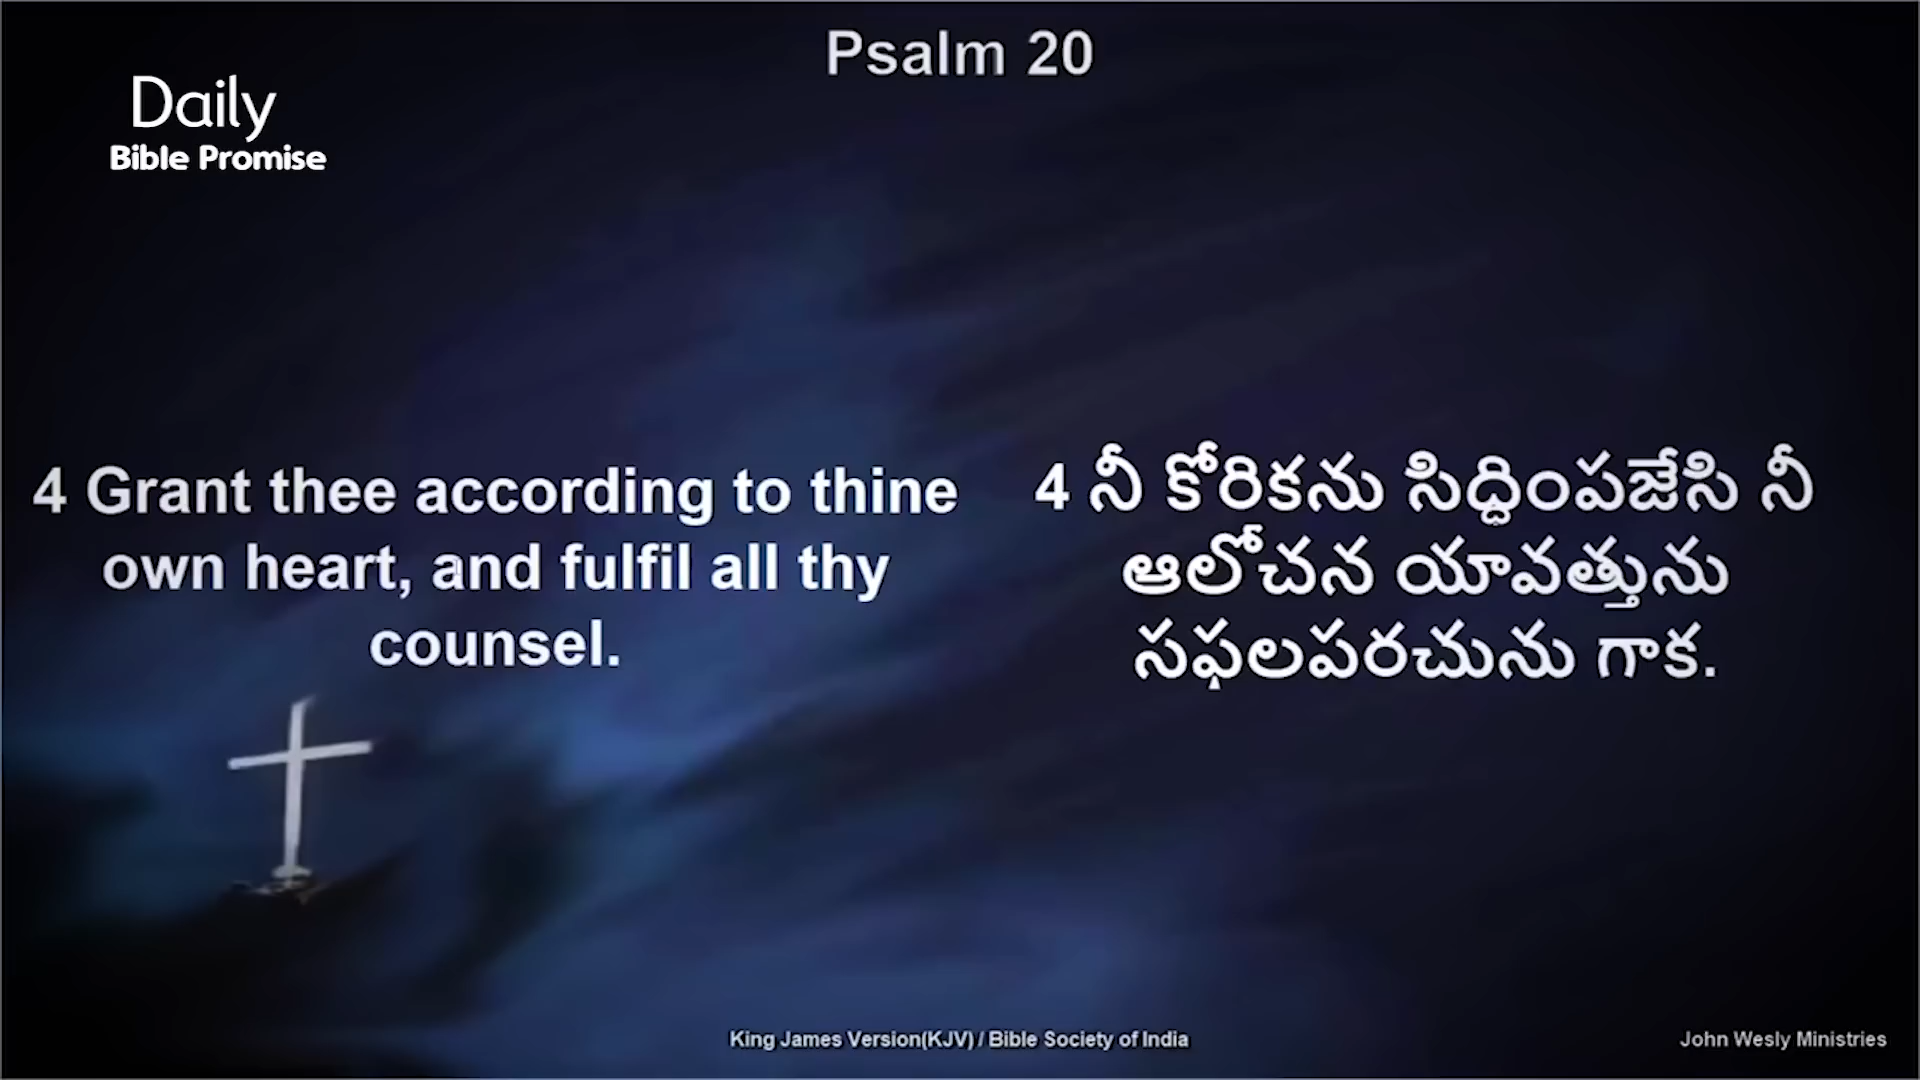 Psalm 20
Daily
Bible Promise
4 Grant thee according to thine
own heart, and fulfil all thy
counsel.
4 నీ కోరికను సిద్ధింపజేసి నీ
ఆలోచన యావత్తును
సఫలపరచును గాక.
King James Version(KJV) / Bible Society of India
John Wesly Ministries